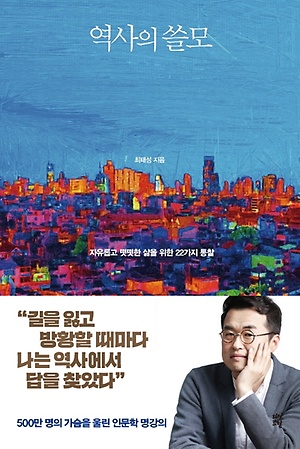 역사의 쓸모
최태성 지음
자유롭고 떳떳한 삶을 위한 22가지 통찰
“길을 잃고
방황할 때마다
나는 역사에서
답을 찾았다”
500만 명의 가슴을 울린 인문학 명강의